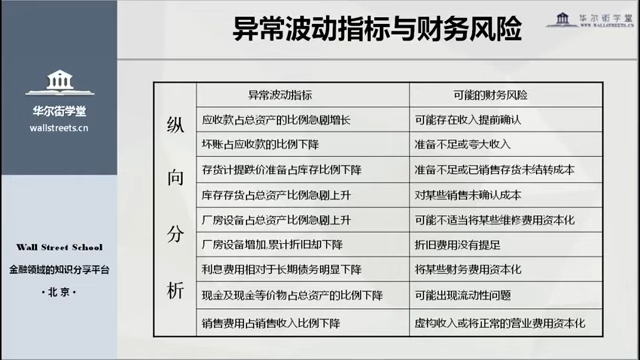 异常波动指标与财务风险
华尔街学堂
WWW.WALLSTREETS.CN
华尔街学堂
wallstreets.cn
Wall Street School
金融领域的知识分享平台
·北京·
纵向分析
异常波动指标 可能的财务风险
应收款占总资产的比例急剧增长 可能存在收入提前确认
坏账占应收款的比例下降 准备不足或夸大收入
存货计提跌价准备占库存比例下降 准备不足或已销售存货未结转成本
库存存货占总资产比例急剧上升 对某些销售未确认成本
厂房设备占总资产比例急剧上升 可能不适当将某些维修费用资本化
厂房设备增加,累计折旧却下降 折旧费用没有提足
利息费用相对于长期债务明显下降 将某些财务费用资本化
现金及现金等价物占总资产的比例下降 可能出现流动性问题
销售费用占销售收入比例下降 虚构收入或将正常的营业费用资本化